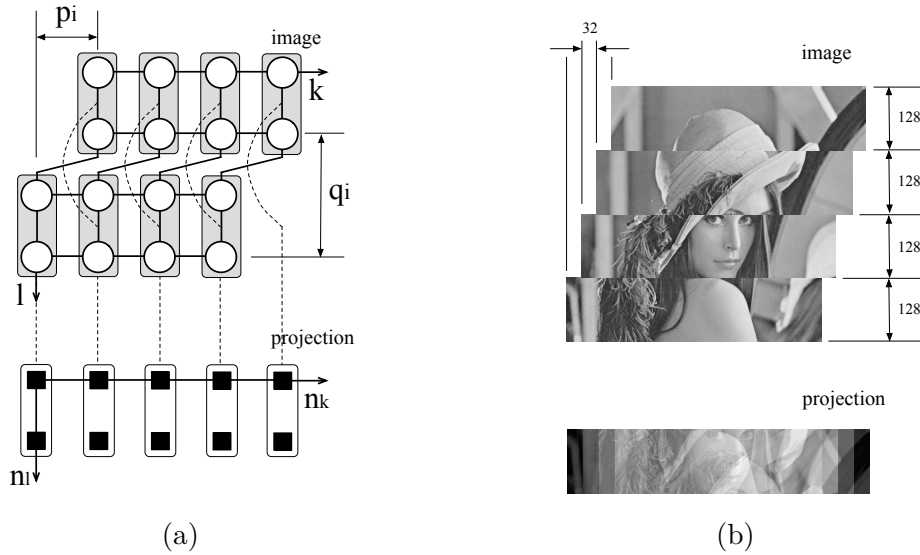 pi
image
k
qi
l
projection
nk
nl
(a)
32
image
128
128
128
128
projection
(b)